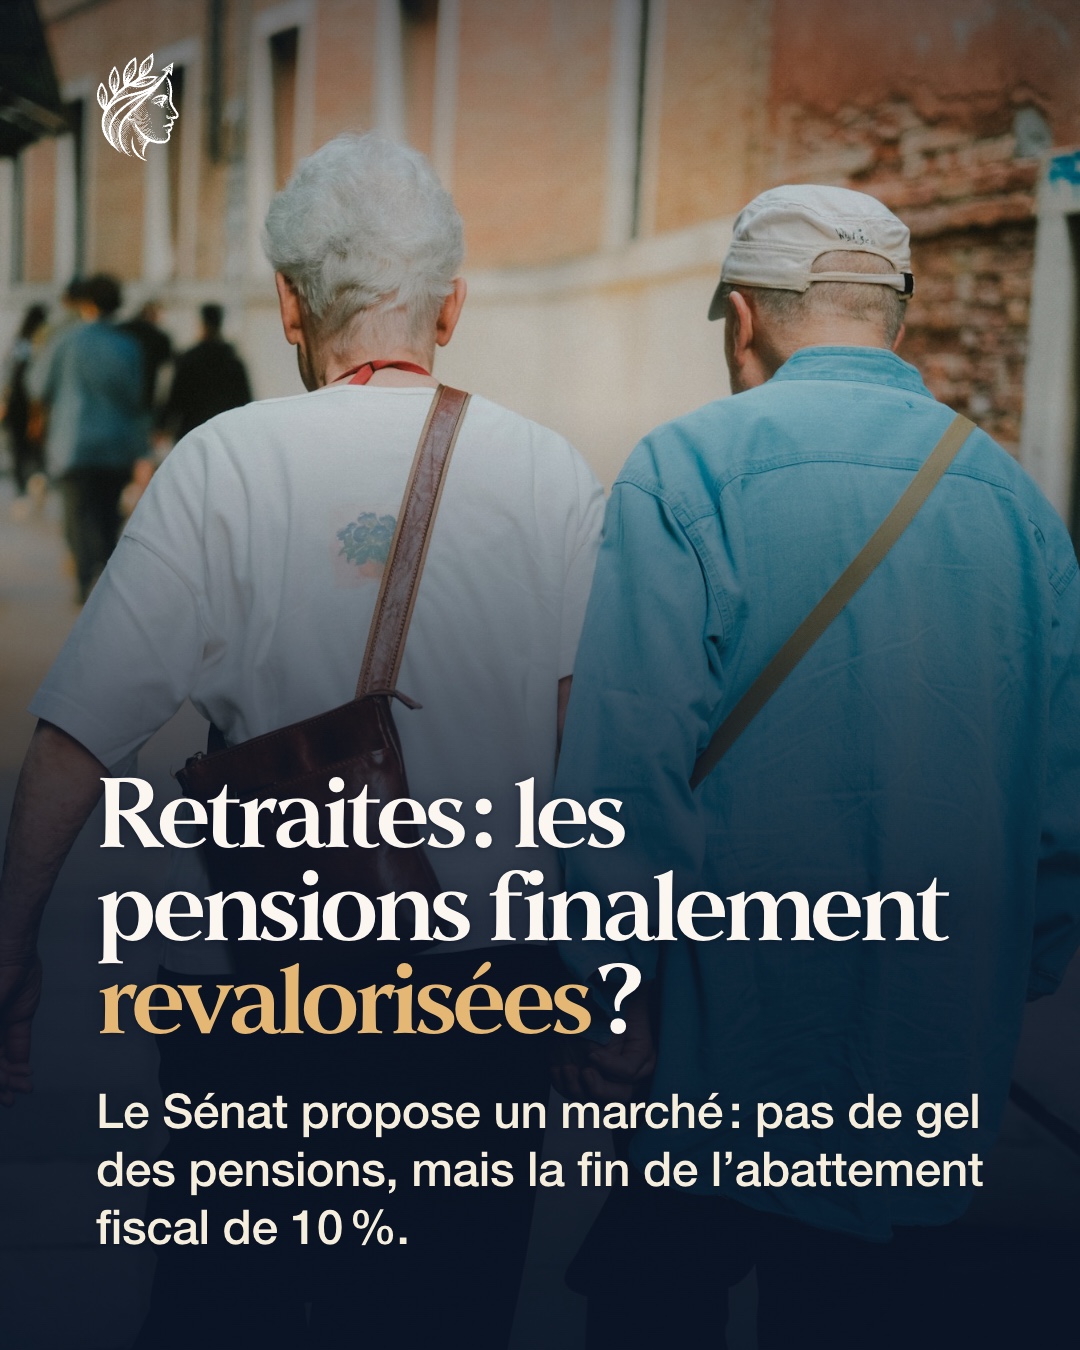 Retraites : les
pensions finalement
revalorisées ?
Le Sénat propose un marché : pas de gel
des pensions, mais la fin de l’abattement
fiscal de 10 %.